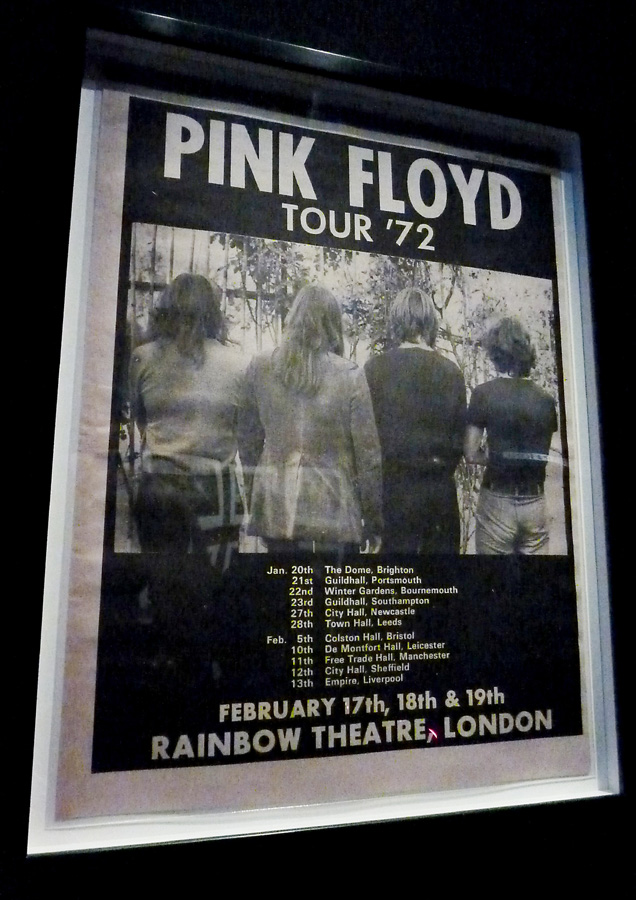 PINK FLOYD
TOUR '72
Jan. 20th The Dome, Brighton
21st Guildhall, Portsmouth
22nd Winter Gardens, Bournemouth
23rd Guildhall, Southampton
27th City Hall, Newcastle
28th Town Hall, Leeds
Feb. 5th Colston Hall, Bristol
10th De Montfort Hall, Leicester
11th Free Trade Hall, Manchester
12th City Hall, Sheffield
13th Empire, Liverpool
FEBRUARY 17th, 18th & 19th
RAINBOW THEATRE, LONDON